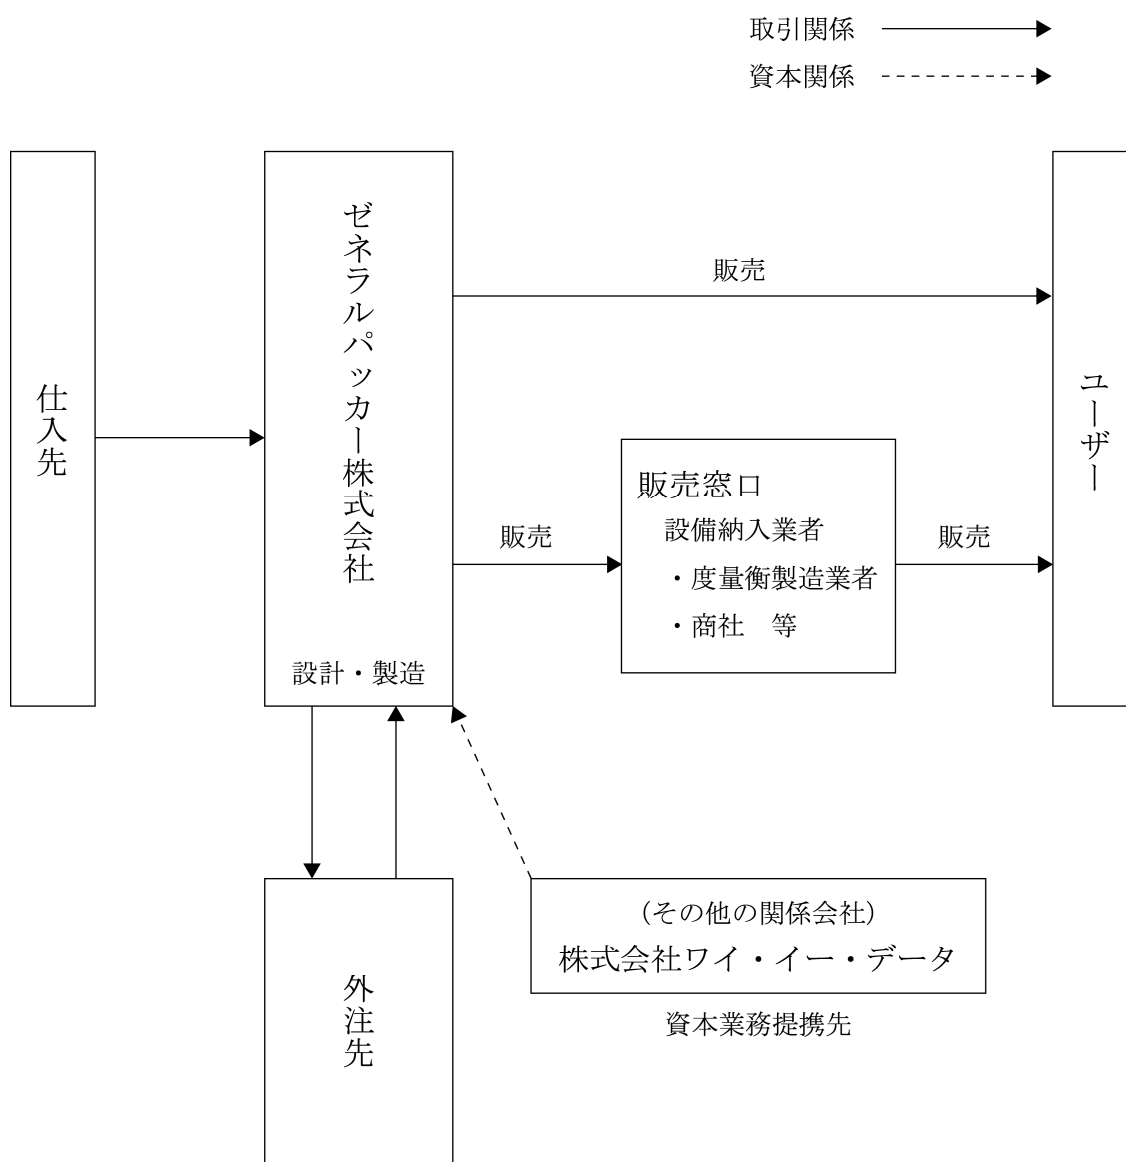 取引関係
資本関係
仕入先
ゼネラルパッカー株式会社
設計・製造
販売
販売
販売窓口
設備納入業者
・度量衡製造業者
・商社　等
販売
ユーザー
外注先
（その他の関係会社）
株式会社ワイ・イー・データ
資本業務提携先